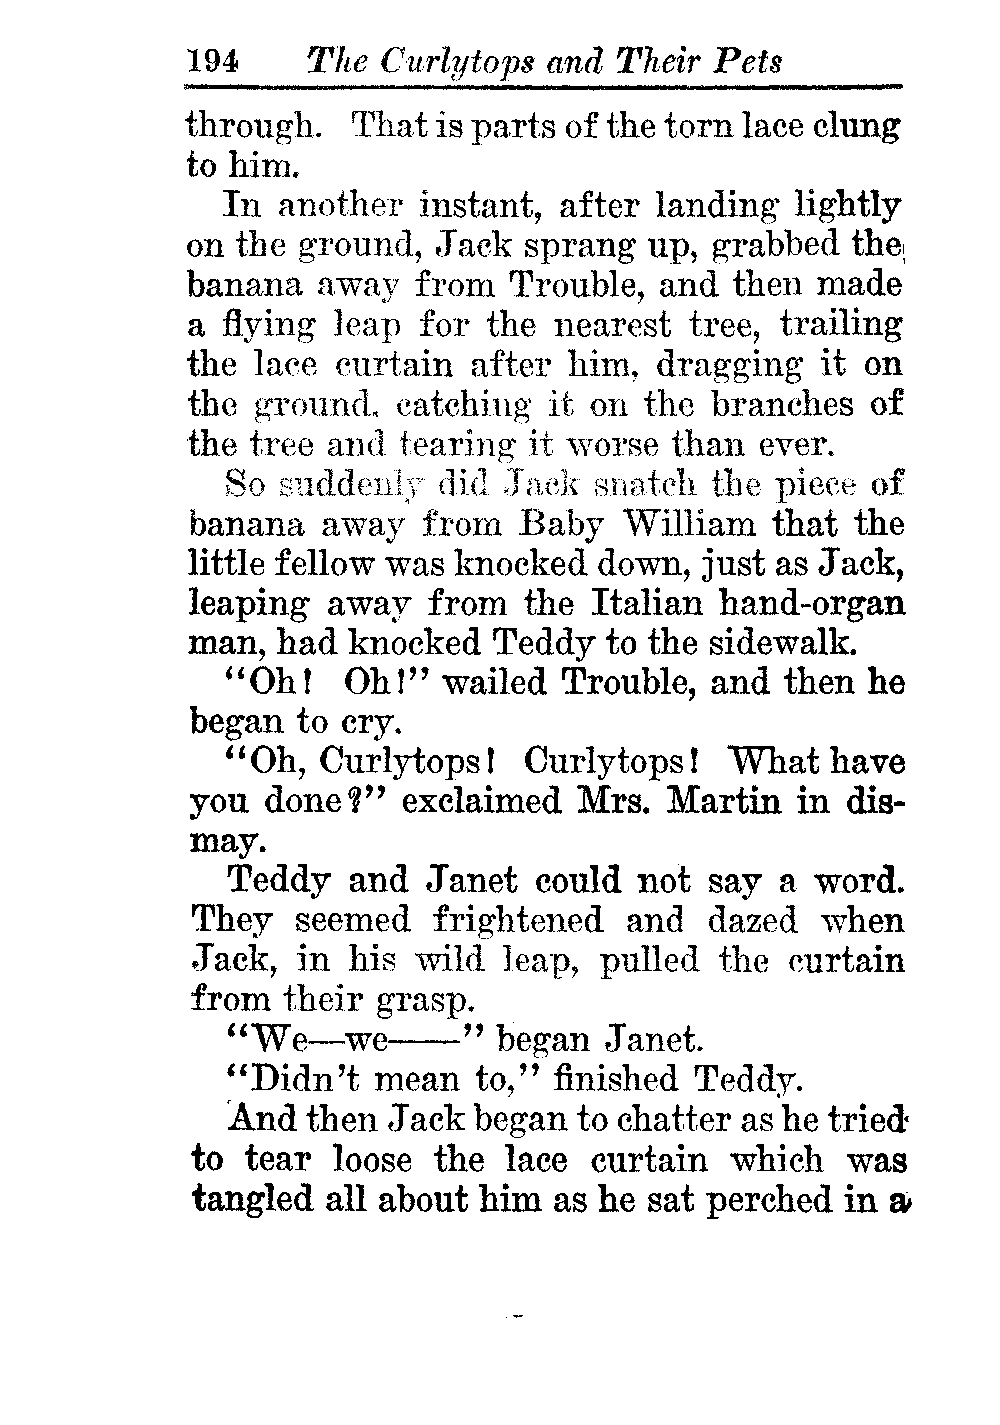 194 The Curlytops and Their Pets
through. That is parts of the torn lace clung
to him.
In another instant, after landing lightly
on the ground, Jack sprang up, grabbed the
banana away from Trouble, and then made
a flying leap for the nearest tree, trailing
the lace curtain after him, dragging it on
the ground, catching it on the branches of
the tree and tearing it worse than ever.
So suddenly did Jack snatch the piece of
banana away from Baby William that the
little fellow was knocked down, just as Jack,
leaping away from the Italian hand-organ
man, had knocked Teddy to the sidewalk.
“Oh! Oh!” wailed Trouble, and then he
began to cry.
“Oh, Curlytops! Curlytops! What have
you done?” exclaimed Mrs. Martin in dis-
may.
Teddy and Janet could not say a word.
They seemed frightened and dazed when
Jack, in his wild leap, pulled the curtain
from their grasp.
“We—we——” began Janet.
“Didn't mean to,” finished Teddy.
And then Jack began to chatter as he tried
to tear loose the lace curtain which was
tangled all about him as he sat perched in a